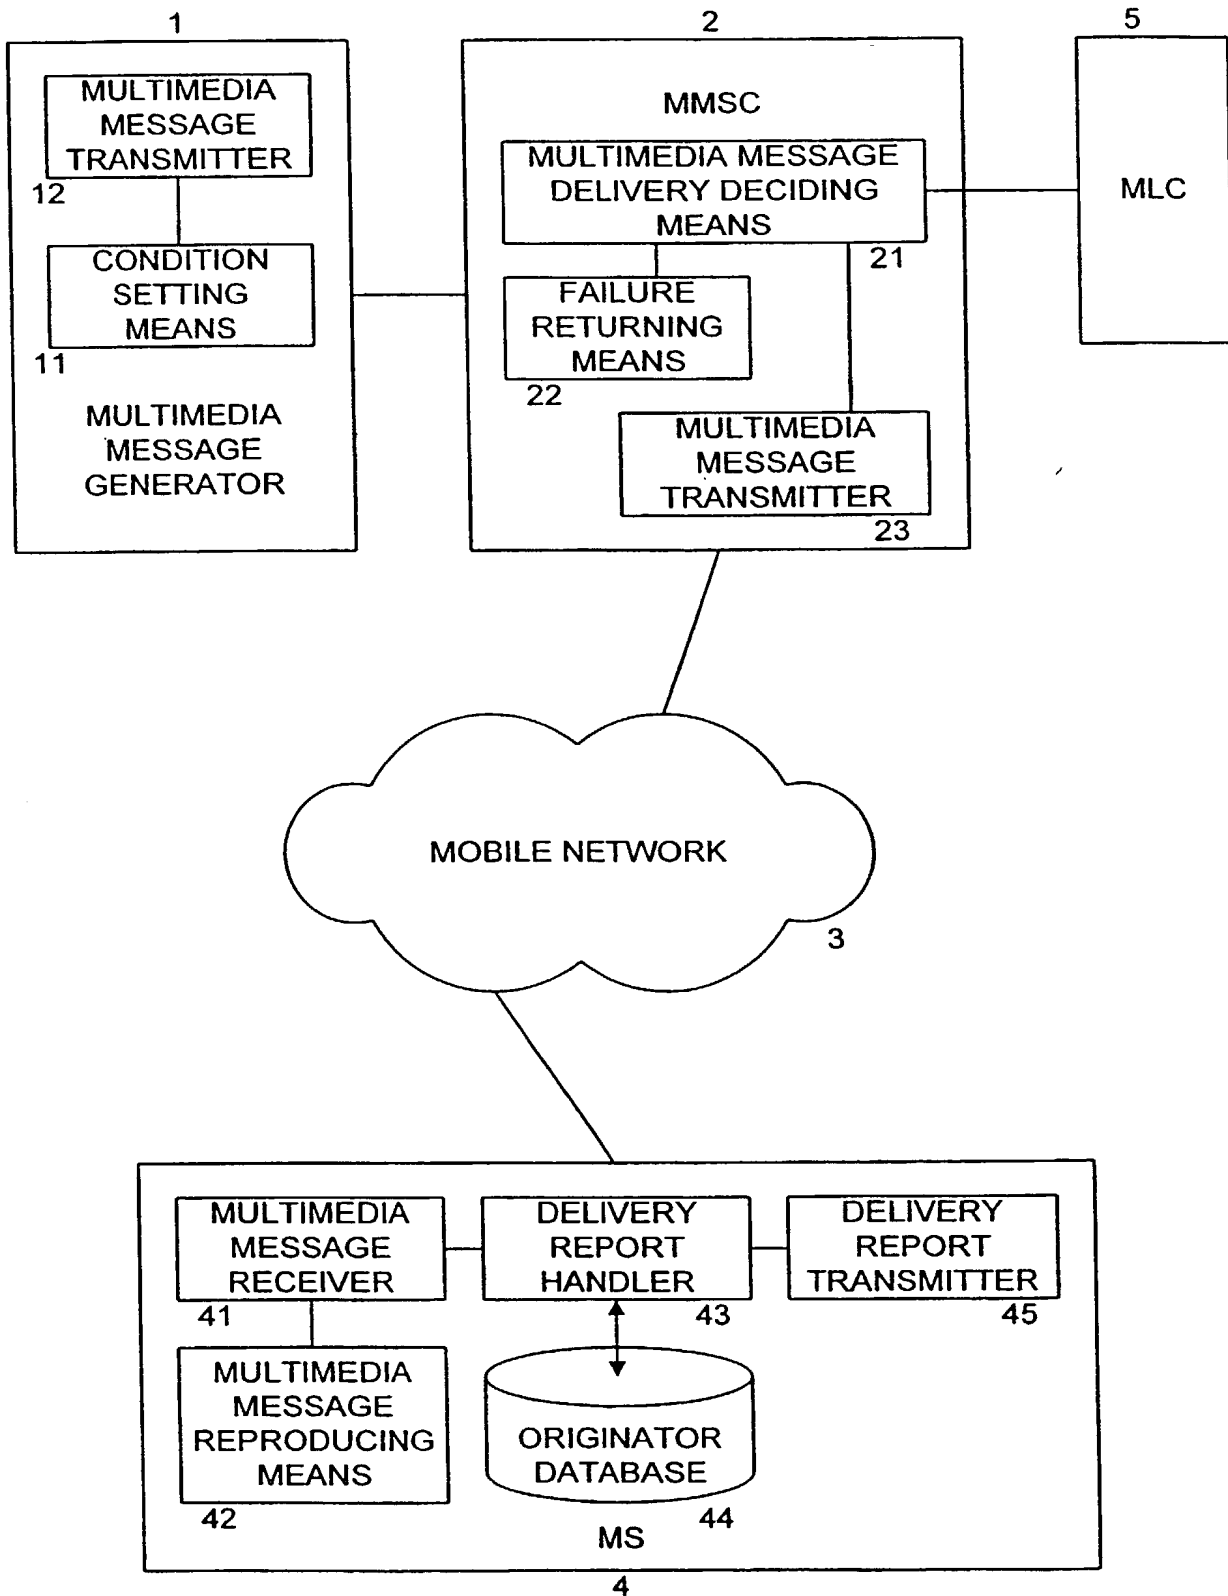 1
MULTIMEDIA
MESSAGE
TRANSMITTER
12
CONDITION
SETTING
MEANS
11
MULTIMEDIA
MESSAGE
GENERATOR
2
MMSC
MULTIMEDIA MESSAGE
DELIVERY DECIDING
MEANS
21
FAILURE
RETURNING
MEANS
22
MULTIMEDIA
MESSAGE
TRANSMITTER
23
5
MLC
MOBILE NETWORK
3
MULTIMEDIA
MESSAGE
RECEIVER
41
DELIVERY
REPORT
HANDLER
43
DELIVERY
REPORT
TRANSMITTER
45
MULTIMEDIA
MESSAGE
REPRODUCING
MEANS
42
ORIGINATOR
DATABASE
44
MS
4